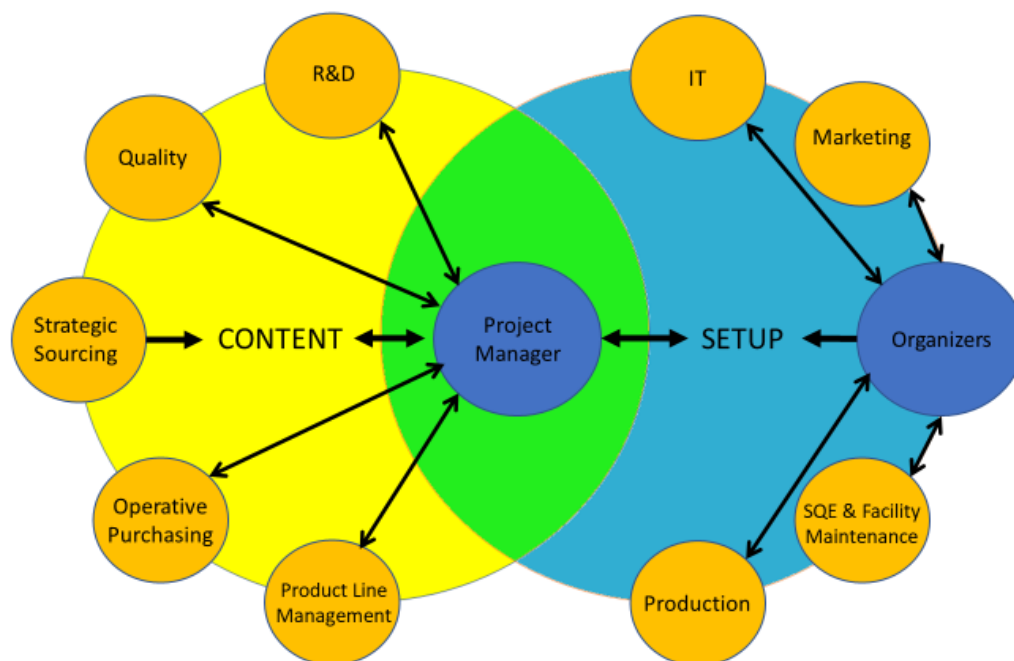 R&D
IT
Marketing
Quality
Strategic
Sourcing
CONTENT
Project
Manager
SETUP
Organizers
Operative
Purchasing
SQE & Facility
Maintenance
Product Line
Management
Production